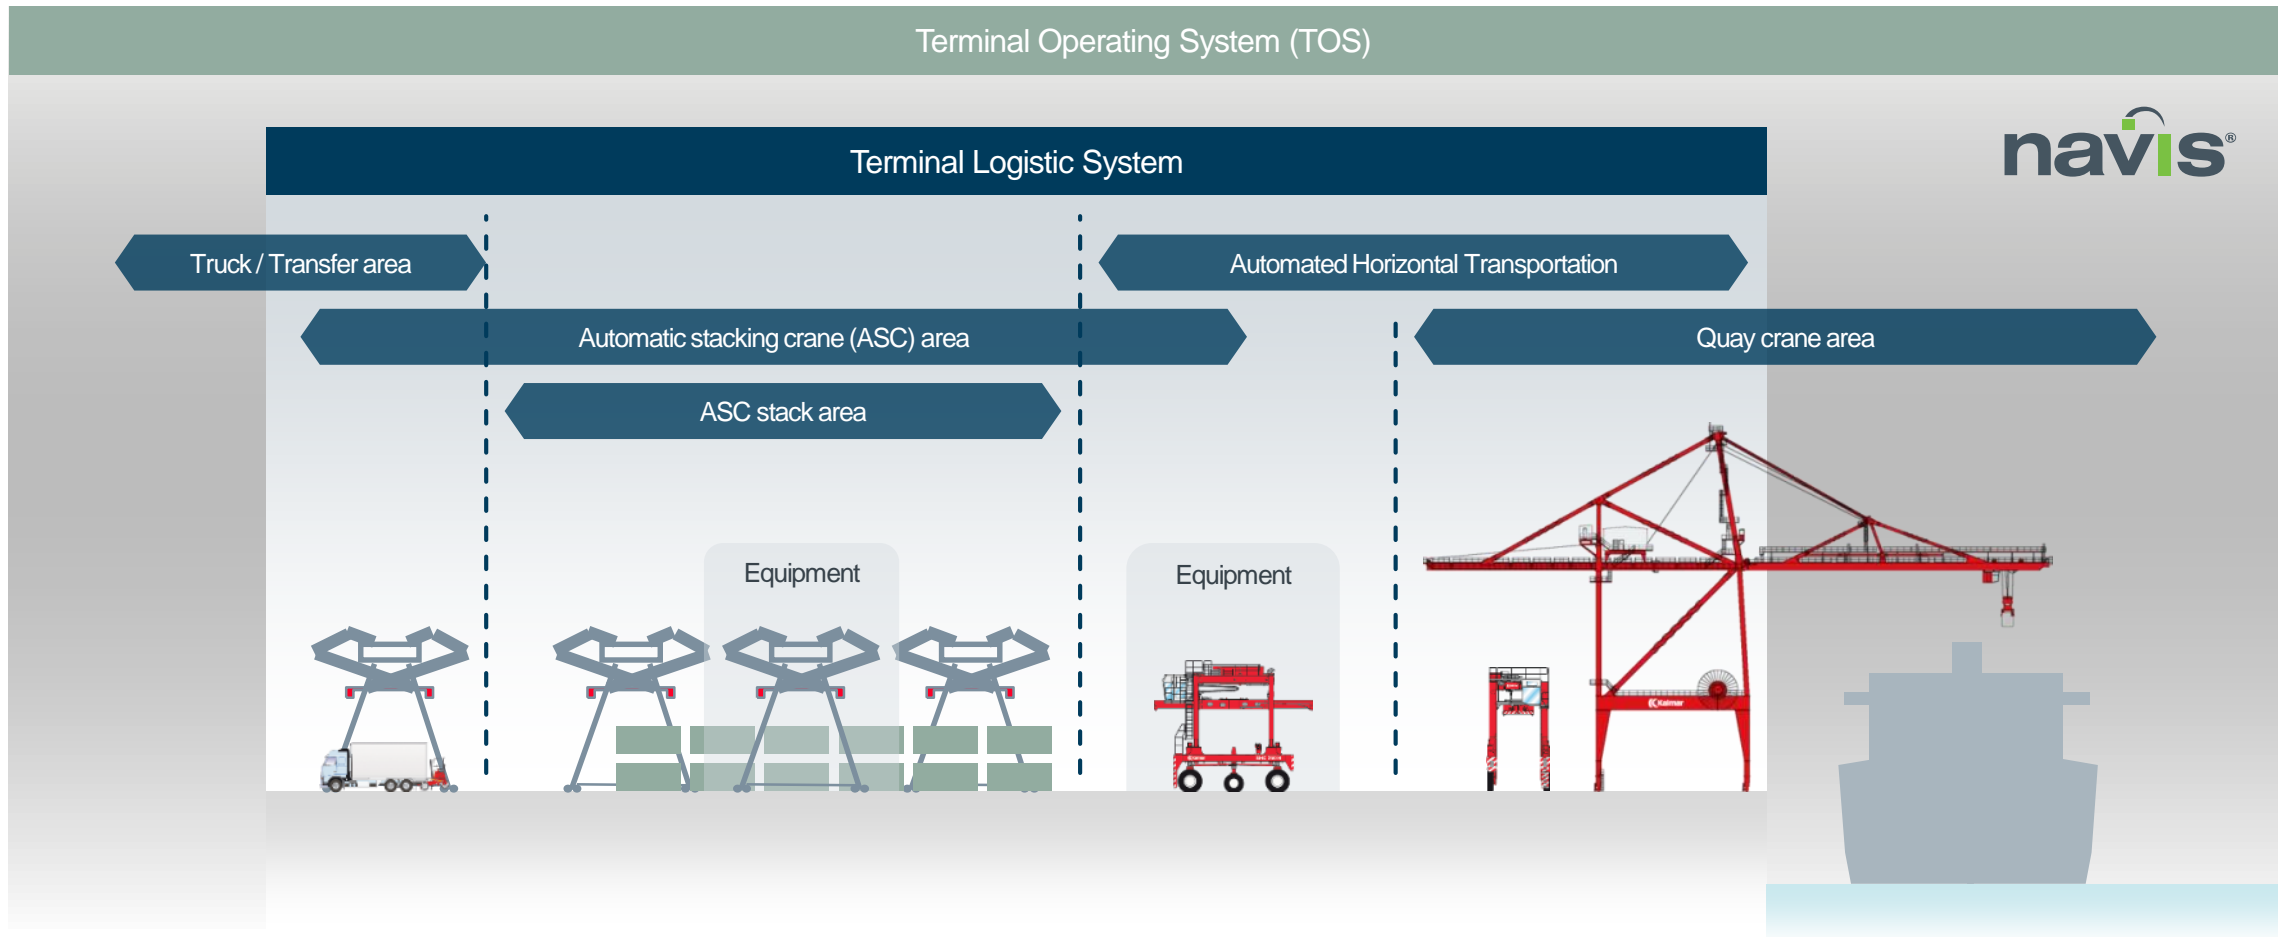 Terminal Operating System (TOS)
navis®
Terminal Logistic System
Truck / Transfer area
Automated Horizontal Transportation
Automatic stacking crane (ASC) area
Quay crane area
ASC stack area
Equipment
Equipment
Kalmar